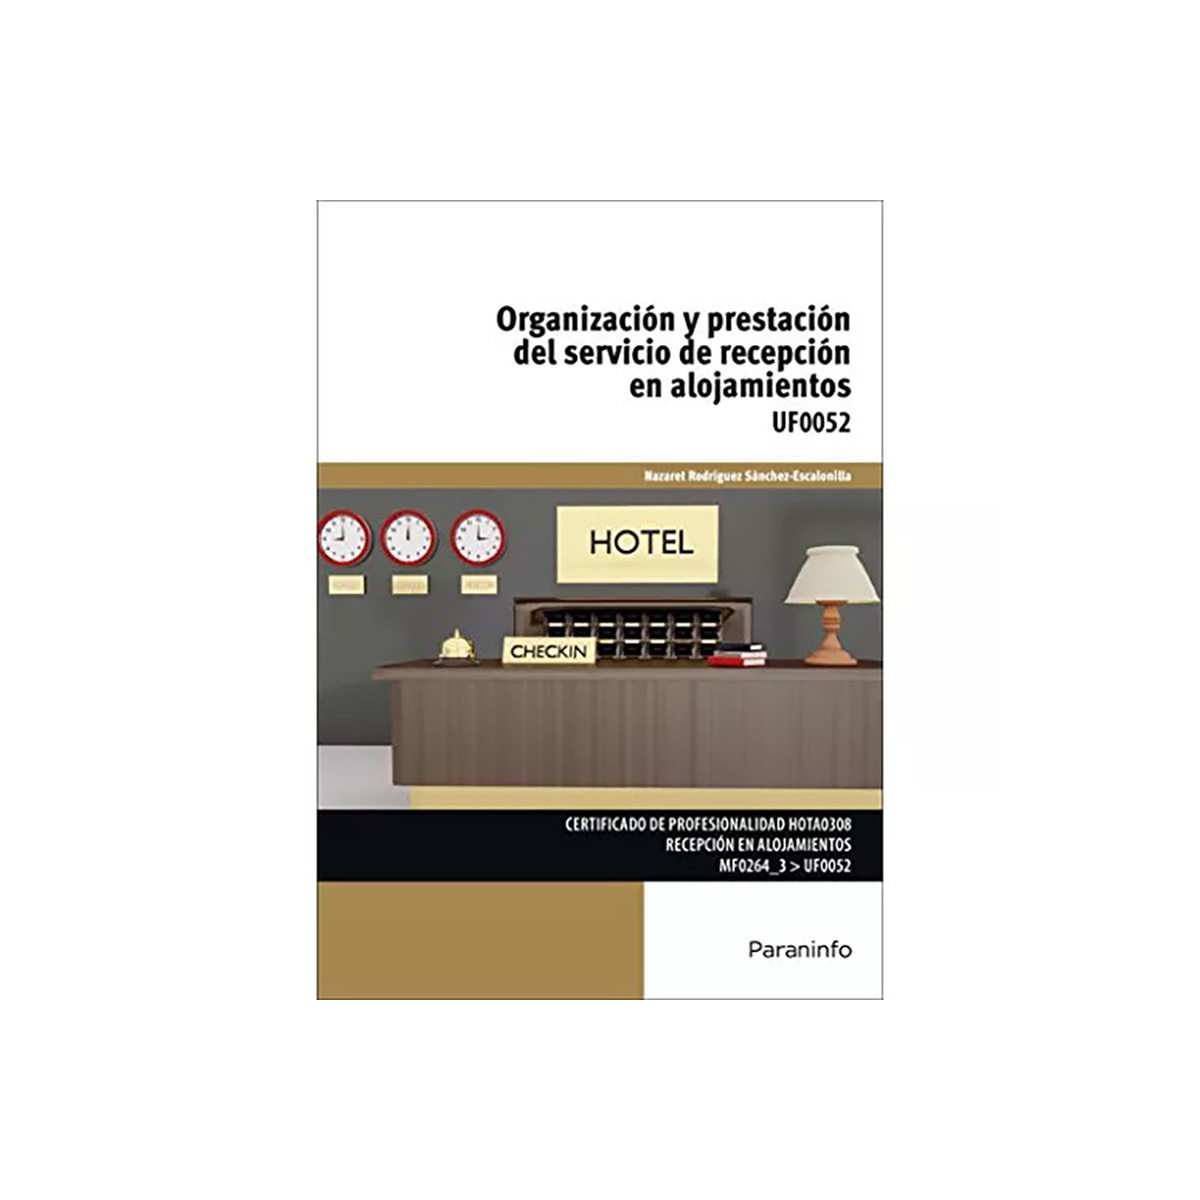 Organización y prestación
del servicio de recepción
en alojamientos
UF0052
Nazaret Rodríguez Sánchez-Escalonilla
HOTEL
CHECKIN
CERTIFICADO DE PROFESIONALIDAD HOTA0308
RECEPCIÓN EN ALOJAMIENTOS
MF0264_3 > UF0052
Paraninfo